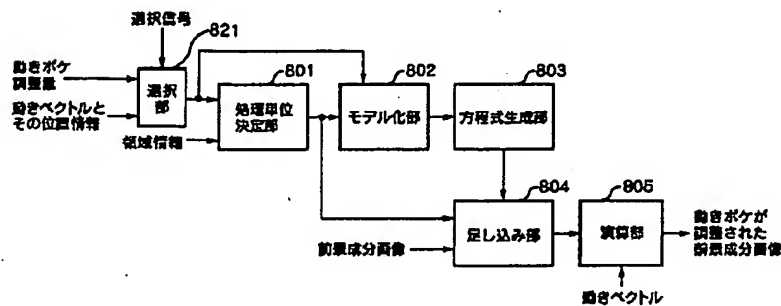 選択信号
821
動きボケ
調整量
選択
部
動きベクトルと
その位置情報
801
処理単位
決定部
領域情報
802
モデル化部
803
方程式生成部
804
足し込み部
前景成分画像
805
演算部
動きベクトル
動きボケが
調整された
前景成分画像